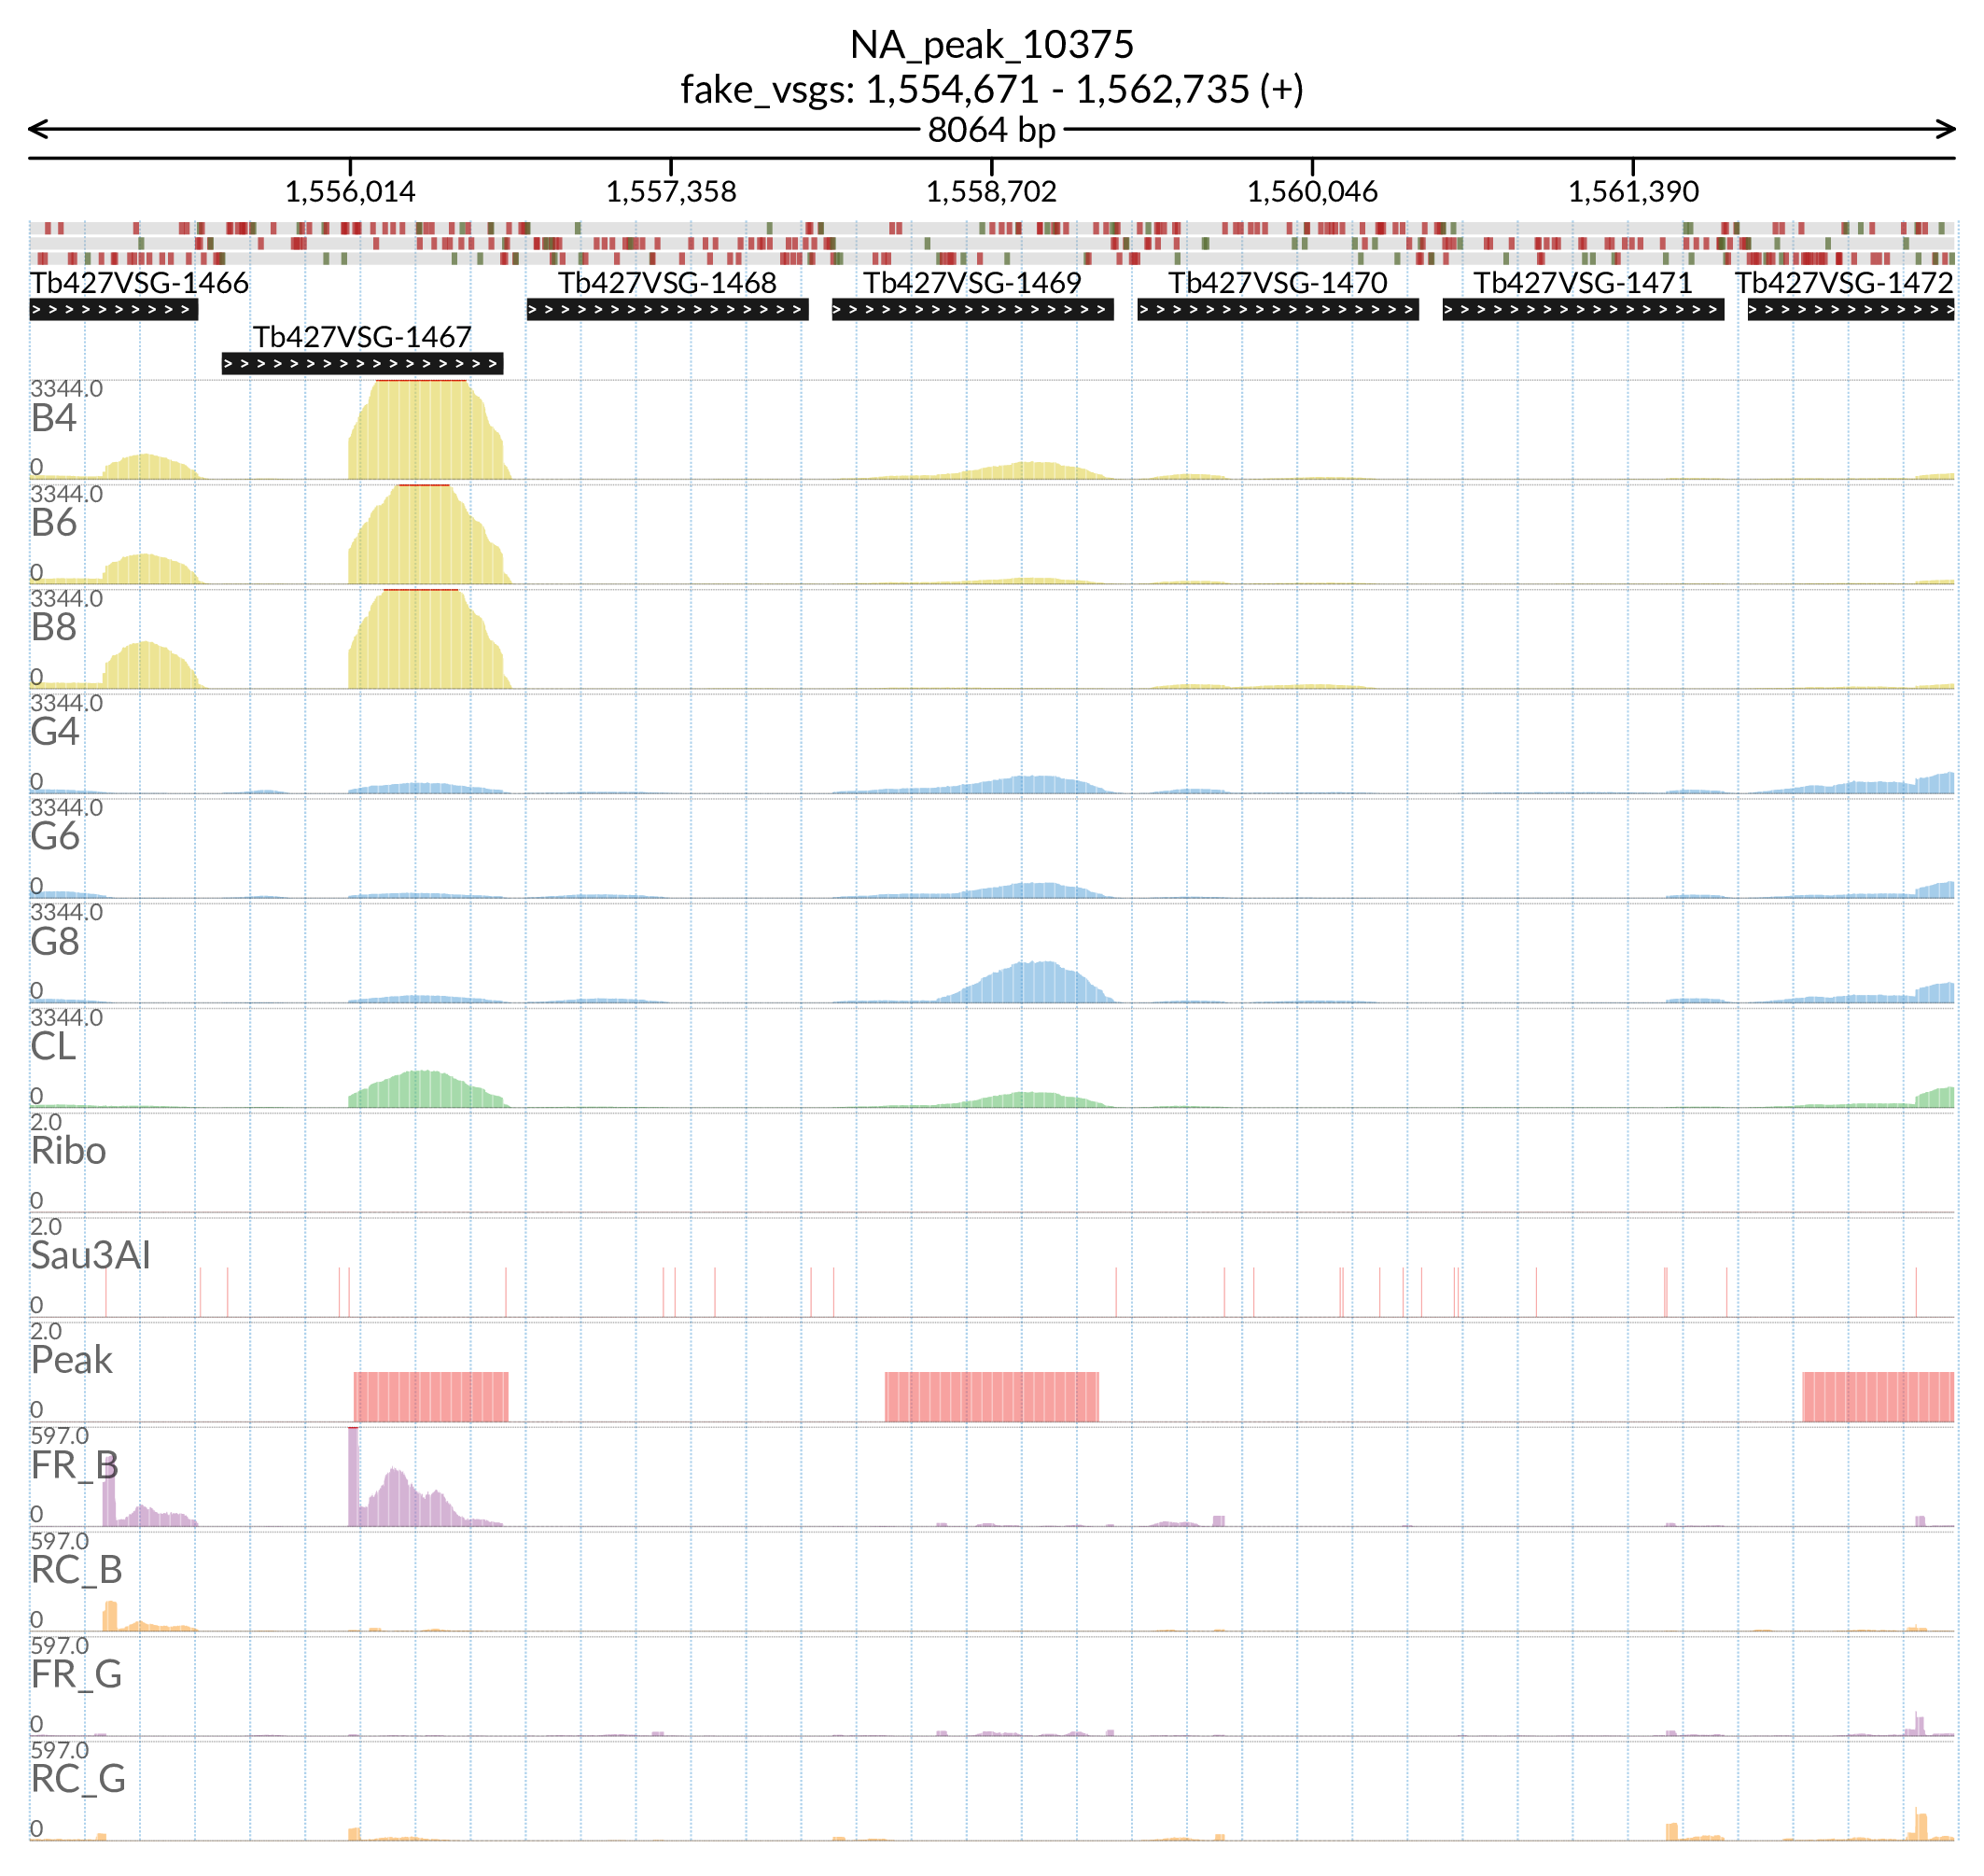 NA_peak_10375
fake_vsgs: 1,554,671 - 1,562,735 (+)
8064 bp
1,556,014 1,557,358 1,558,702 1,560,046 1,561,390
Tb427VSG-1466 Tb427VSG-1468 Tb427VSG-1469 Tb427VSG-1470 Tb427VSG-1471 Tb427VSG-1472
Tb427VSG-1467
3344.0
B4
0
3344.0
B6
0
3344.0
B8
0
3344.0
G4
0
3344.0
G6
0
3344.0
G8
0
3344.0
CL
0
2.0
Ribo
0
2.0
Sau3AI
0
2.0
Peak
0
597.0
FR_B
0
597.0
RC_B
0
597.0
FR_G
0
597.0
RC_G
0